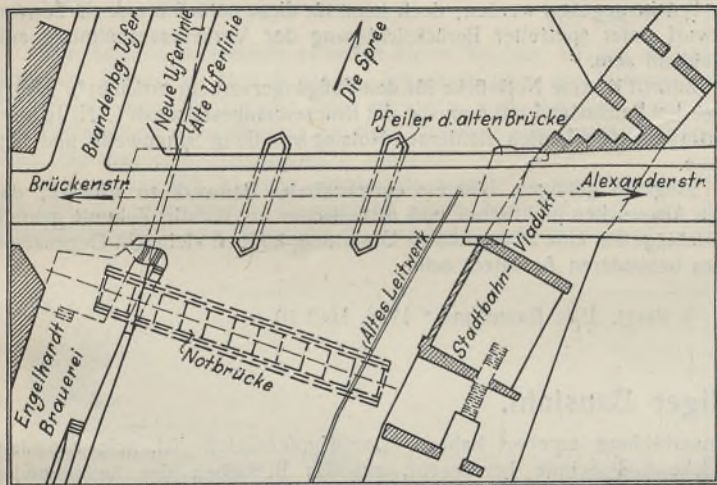 Brandenbg. Ufer
Neue Uferlinie
Alte Uferlinie
Die Spree
Pfeiler d. alten Brücke
Brückenstr.
Alexanderstr.
Altes Leitwerk
Stadtbahn Viadukt
Notbrücke
Engelhardt
Brauerei